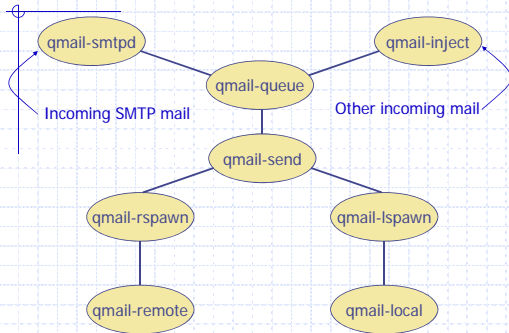 qmail-smtpd
qmail-inject
qmail-queue
Incoming SMTP mail
Other incoming mail
qmail-send
qmail-rspawn
qmail-lspawn
qmail-remote
qmail-local